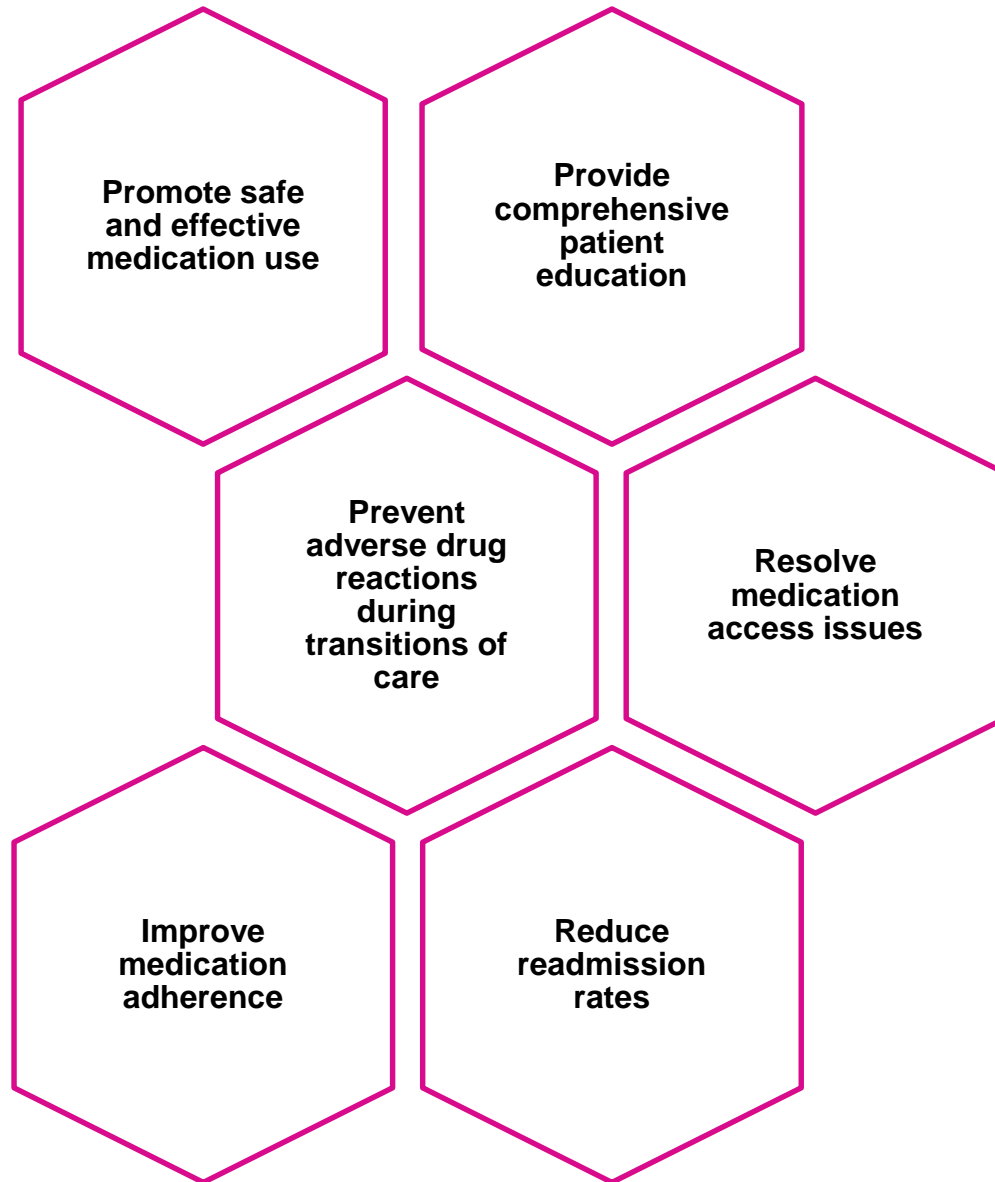 Promote safe
and effective
medication use
Provide
comprehensive
patient
education
Prevent
adverse drug
reactions
during
transitions of
care
Resolve
medication
access issues
Improve
medication
adherence
Reduce
readmission
rates